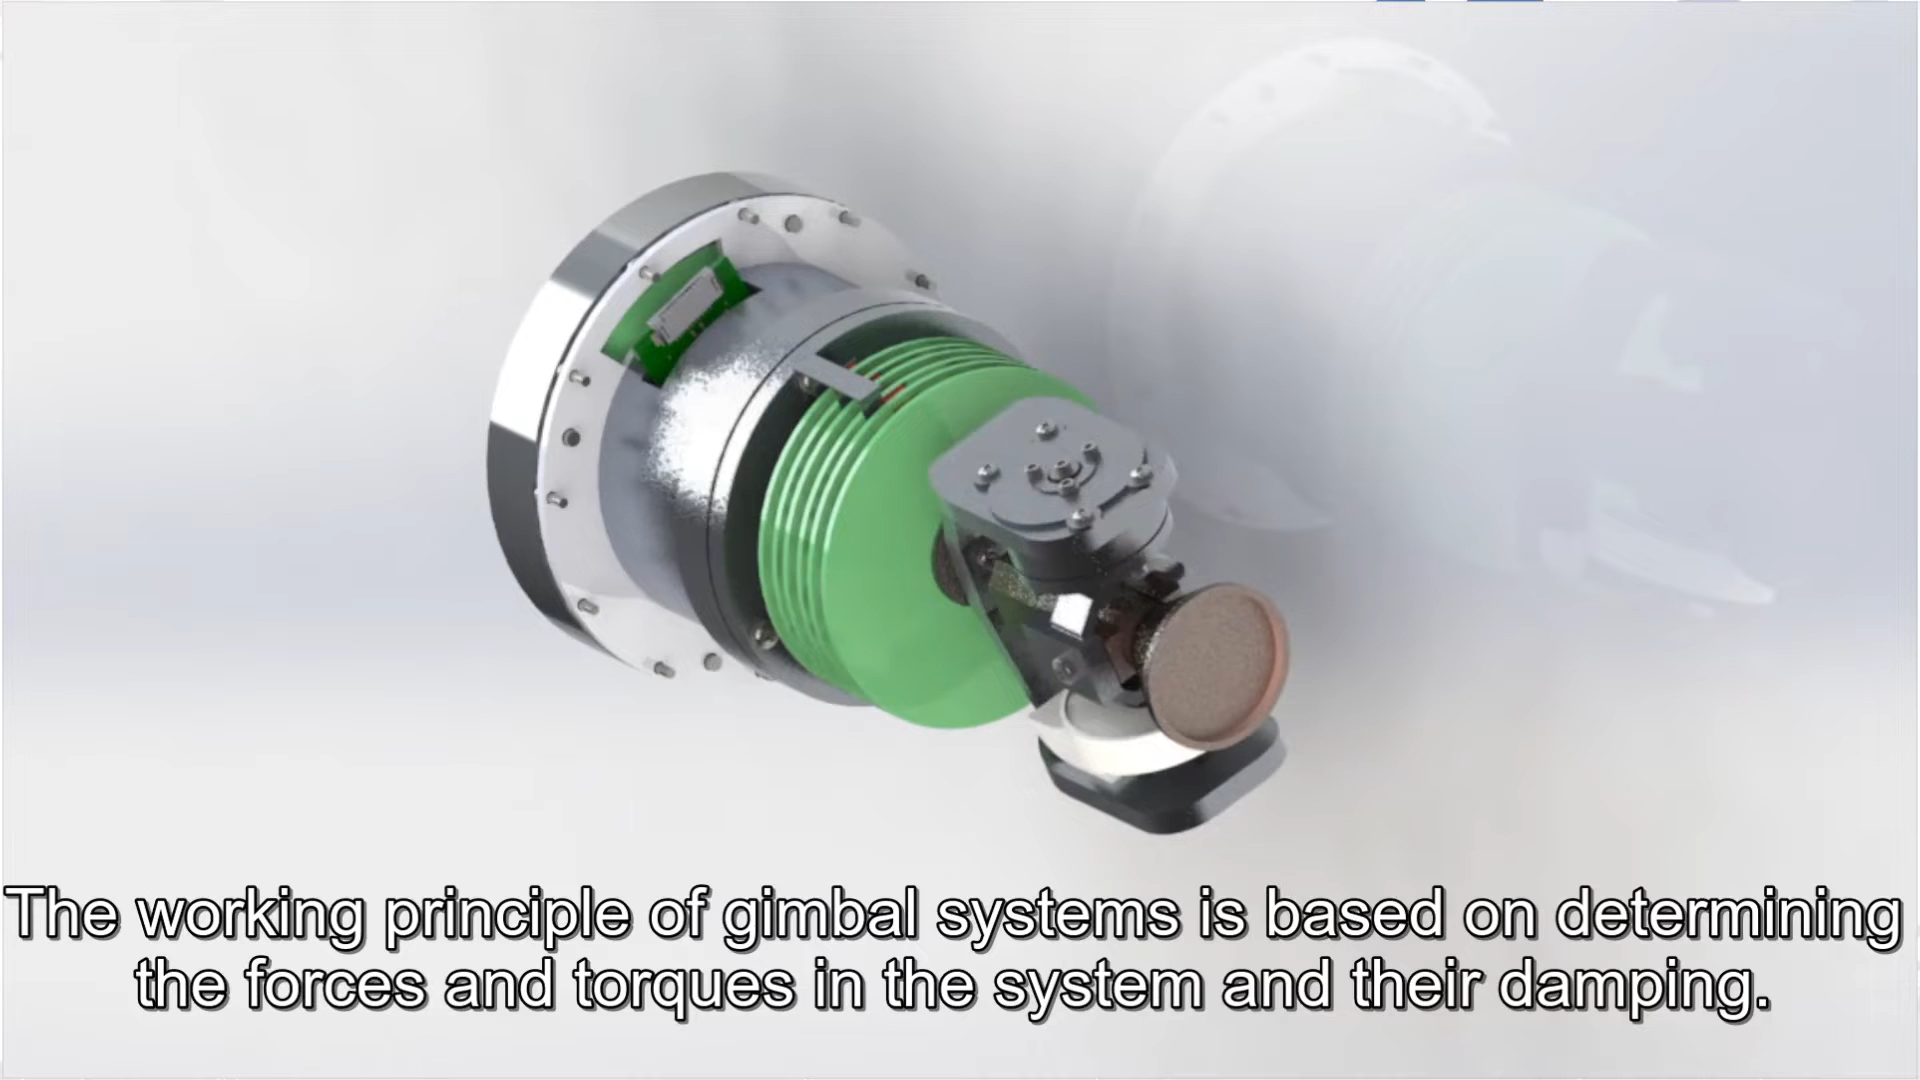 The working principle of gimbal systems is based on determining
the forces and torques in the system and their damping.